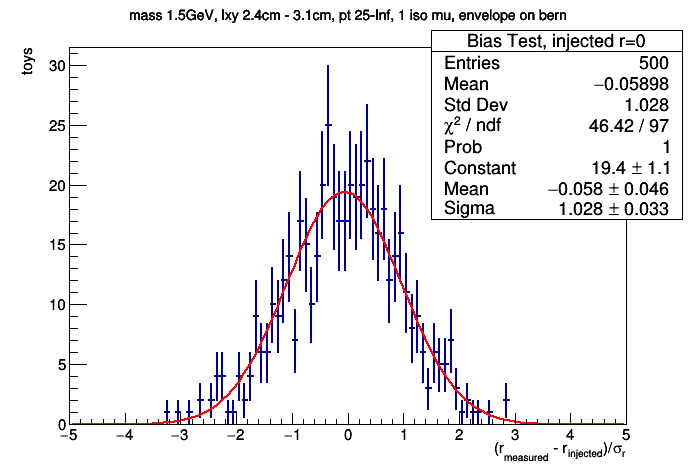 mass 1.5GeV, lxy 2.4cm - 3.1cm, pt 25-Inf, 1 iso mu, envelope on bern
Bias Test, injected r=0
Entries 500
Mean −0.05898
Std Dev 1.028
χ² / ndf 46.42 / 97
Prob 1
Constant 19.4 ± 1.1
Mean −0.058 ± 0.046
Sigma 1.028 ± 0.033
toys
30
25
20
15
10
5
0
−5 −4 −3 −2 −1 0 1 2 3 4 5
(r_measured - r_injected)/σ_r